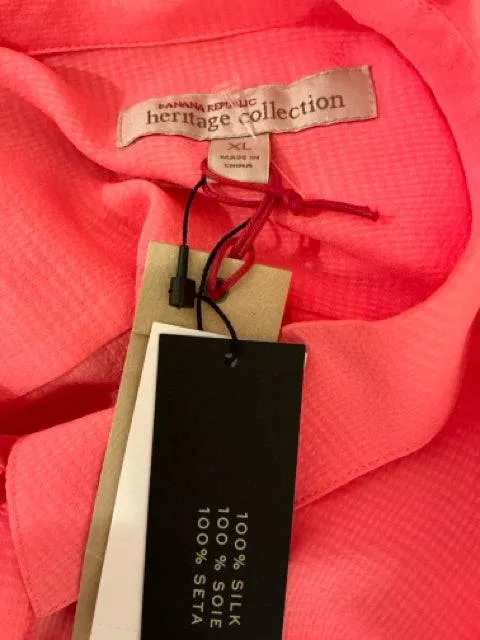 BANANA REPUBLIC
heritage collection
XL
MADE IN
CHINA
100% SILK
100 % SOIE
100% SETA